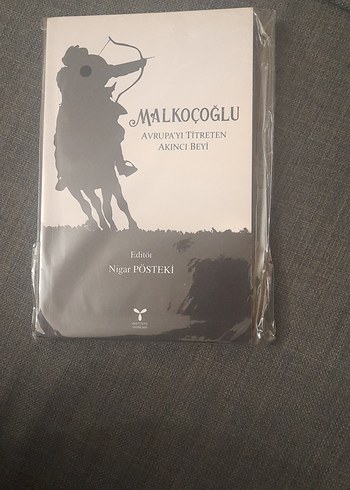 MALKOÇOĞLU
AVRUPA'YI TİTRETEN
AKINCI BEYİ
Editör
Nigar PÖSTEKİ